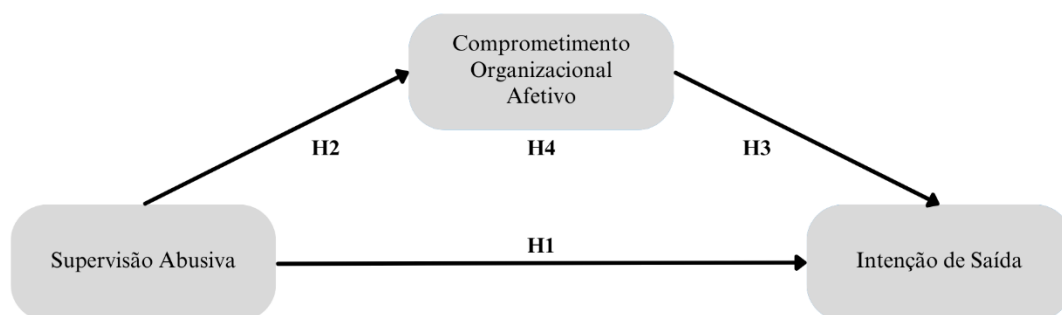 Comprometimento
Organizacional
Afetivo
H2
H4
H3
H1
Supervisão Abusiva
Intenção de Saída